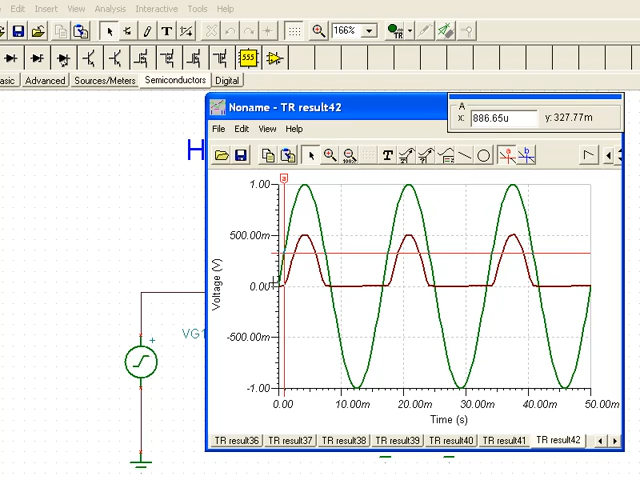 Edit Insert View Analysis Interactive Tools Help
166%
TR
555
Basic Advanced Sources/Meters Semiconductors Digital
Noname - TR result42
A
x: 886.65u y: 327.77m
File Edit View Help
T
100%
a b
H
a
1.00
500.00m
0.00
-500.00m
-1.00
Voltage (V)
0.00 10.00m 20.00m 30.00m 40.00m 50.00m
Time (s)
VG1
+
TR result36 TR result37 TR result38 TR result39 TR result40 TR result41 TR result42